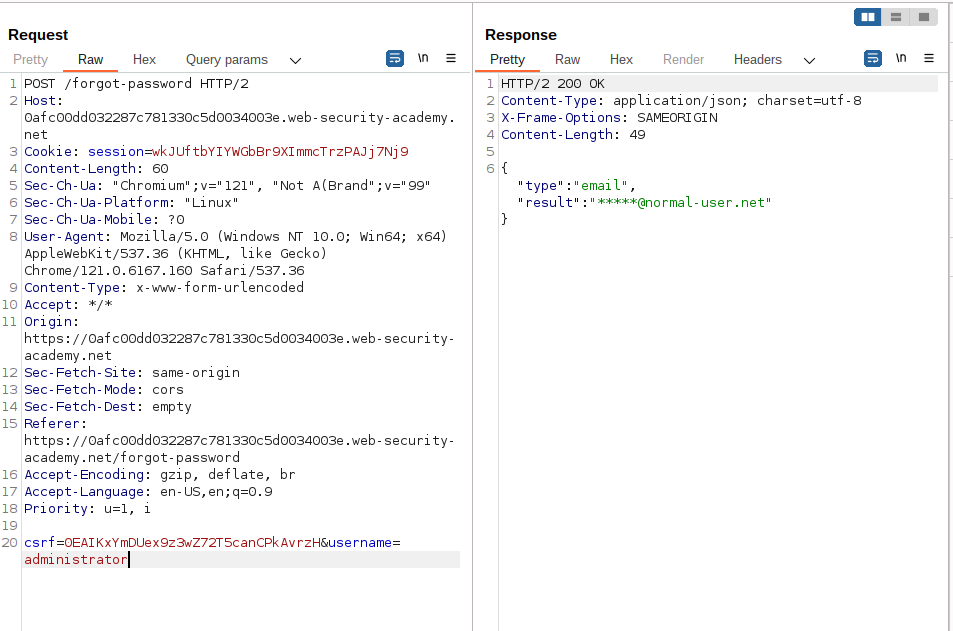 Request
Pretty Raw Hex Query params \n
1 POST /forgot-password HTTP/2
2 Host:
0afc00dd032287c781330c5d0034003e.web-security-academy.
net
3 Cookie: session=wkJUftbYIYWGbBr9XImmcTrzPAJj7Nj9
4 Content-Length: 60
5 Sec-Ch-Ua: "Chromium";v="121", "Not A(Brand";v="99"
6 Sec-Ch-Ua-Platform: "Linux"
7 Sec-Ch-Ua-Mobile: ?0
8 User-Agent: Mozilla/5.0 (Windows NT 10.0; Win64; x64)
AppleWebKit/537.36 (KHTML, like Gecko)
Chrome/121.0.6167.160 Safari/537.36
9 Content-Type: x-www-form-urlencoded
10 Accept: */*
11 Origin:
https://0afc00dd032287c781330c5d0034003e.web-security-
academy.net
12 Sec-Fetch-Site: same-origin
13 Sec-Fetch-Mode: cors
14 Sec-Fetch-Dest: empty
15 Referer:
https://0afc00dd032287c781330c5d0034003e.web-security-
academy.net/forgot-password
16 Accept-Encoding: gzip, deflate, br
17 Accept-Language: en-US,en;q=0.9
18 Priority: u=1, i
19
20 csrf=0EAIKxYmDUex9z3wZ72T5canCPkAvrzH&username=
administrator
Response
Pretty Raw Hex Render Headers \n
1 HTTP/2 200 OK
2 Content-Type: application/json; charset=utf-8
3 X-Frame-Options: SAMEORIGIN
4 Content-Length: 49
5
6 {
"type":"email",
"result":"*****@normal-user.net"
}